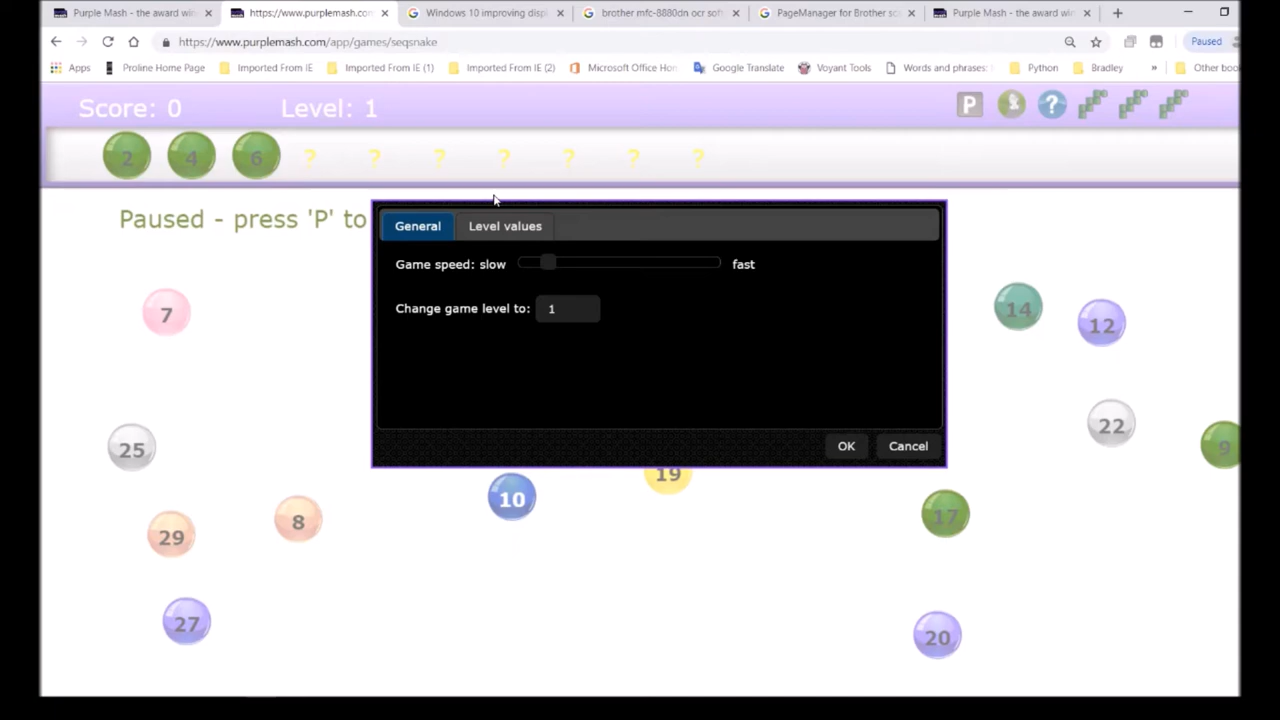 Purple Mash - the award win
https://www.purplemash.com
Windows 10 improving disp
brother mfc-8880dn ocr soft
PageManager for Brother sc
Purple Mash - the award wi
https://www.purplemash.com/app/games/seqsnake
Paused
Apps
Proline Home Page
Imported From IE
Imported From IE (1)
Imported From IE (2)
Microsoft Office Hom
Google Translate
Voyant Tools
Words and phrases:
Python
Bradley
»
Other boo
Score: 0
Level: 1
P
?
2
4
6
?
?
?
?
?
?
?
Paused - press 'P' to
General
Level values
Game speed: slow
fast
Change game level to:
1
OK
Cancel
7
14
12
25
22
9
19
10
8
17
29
27
20